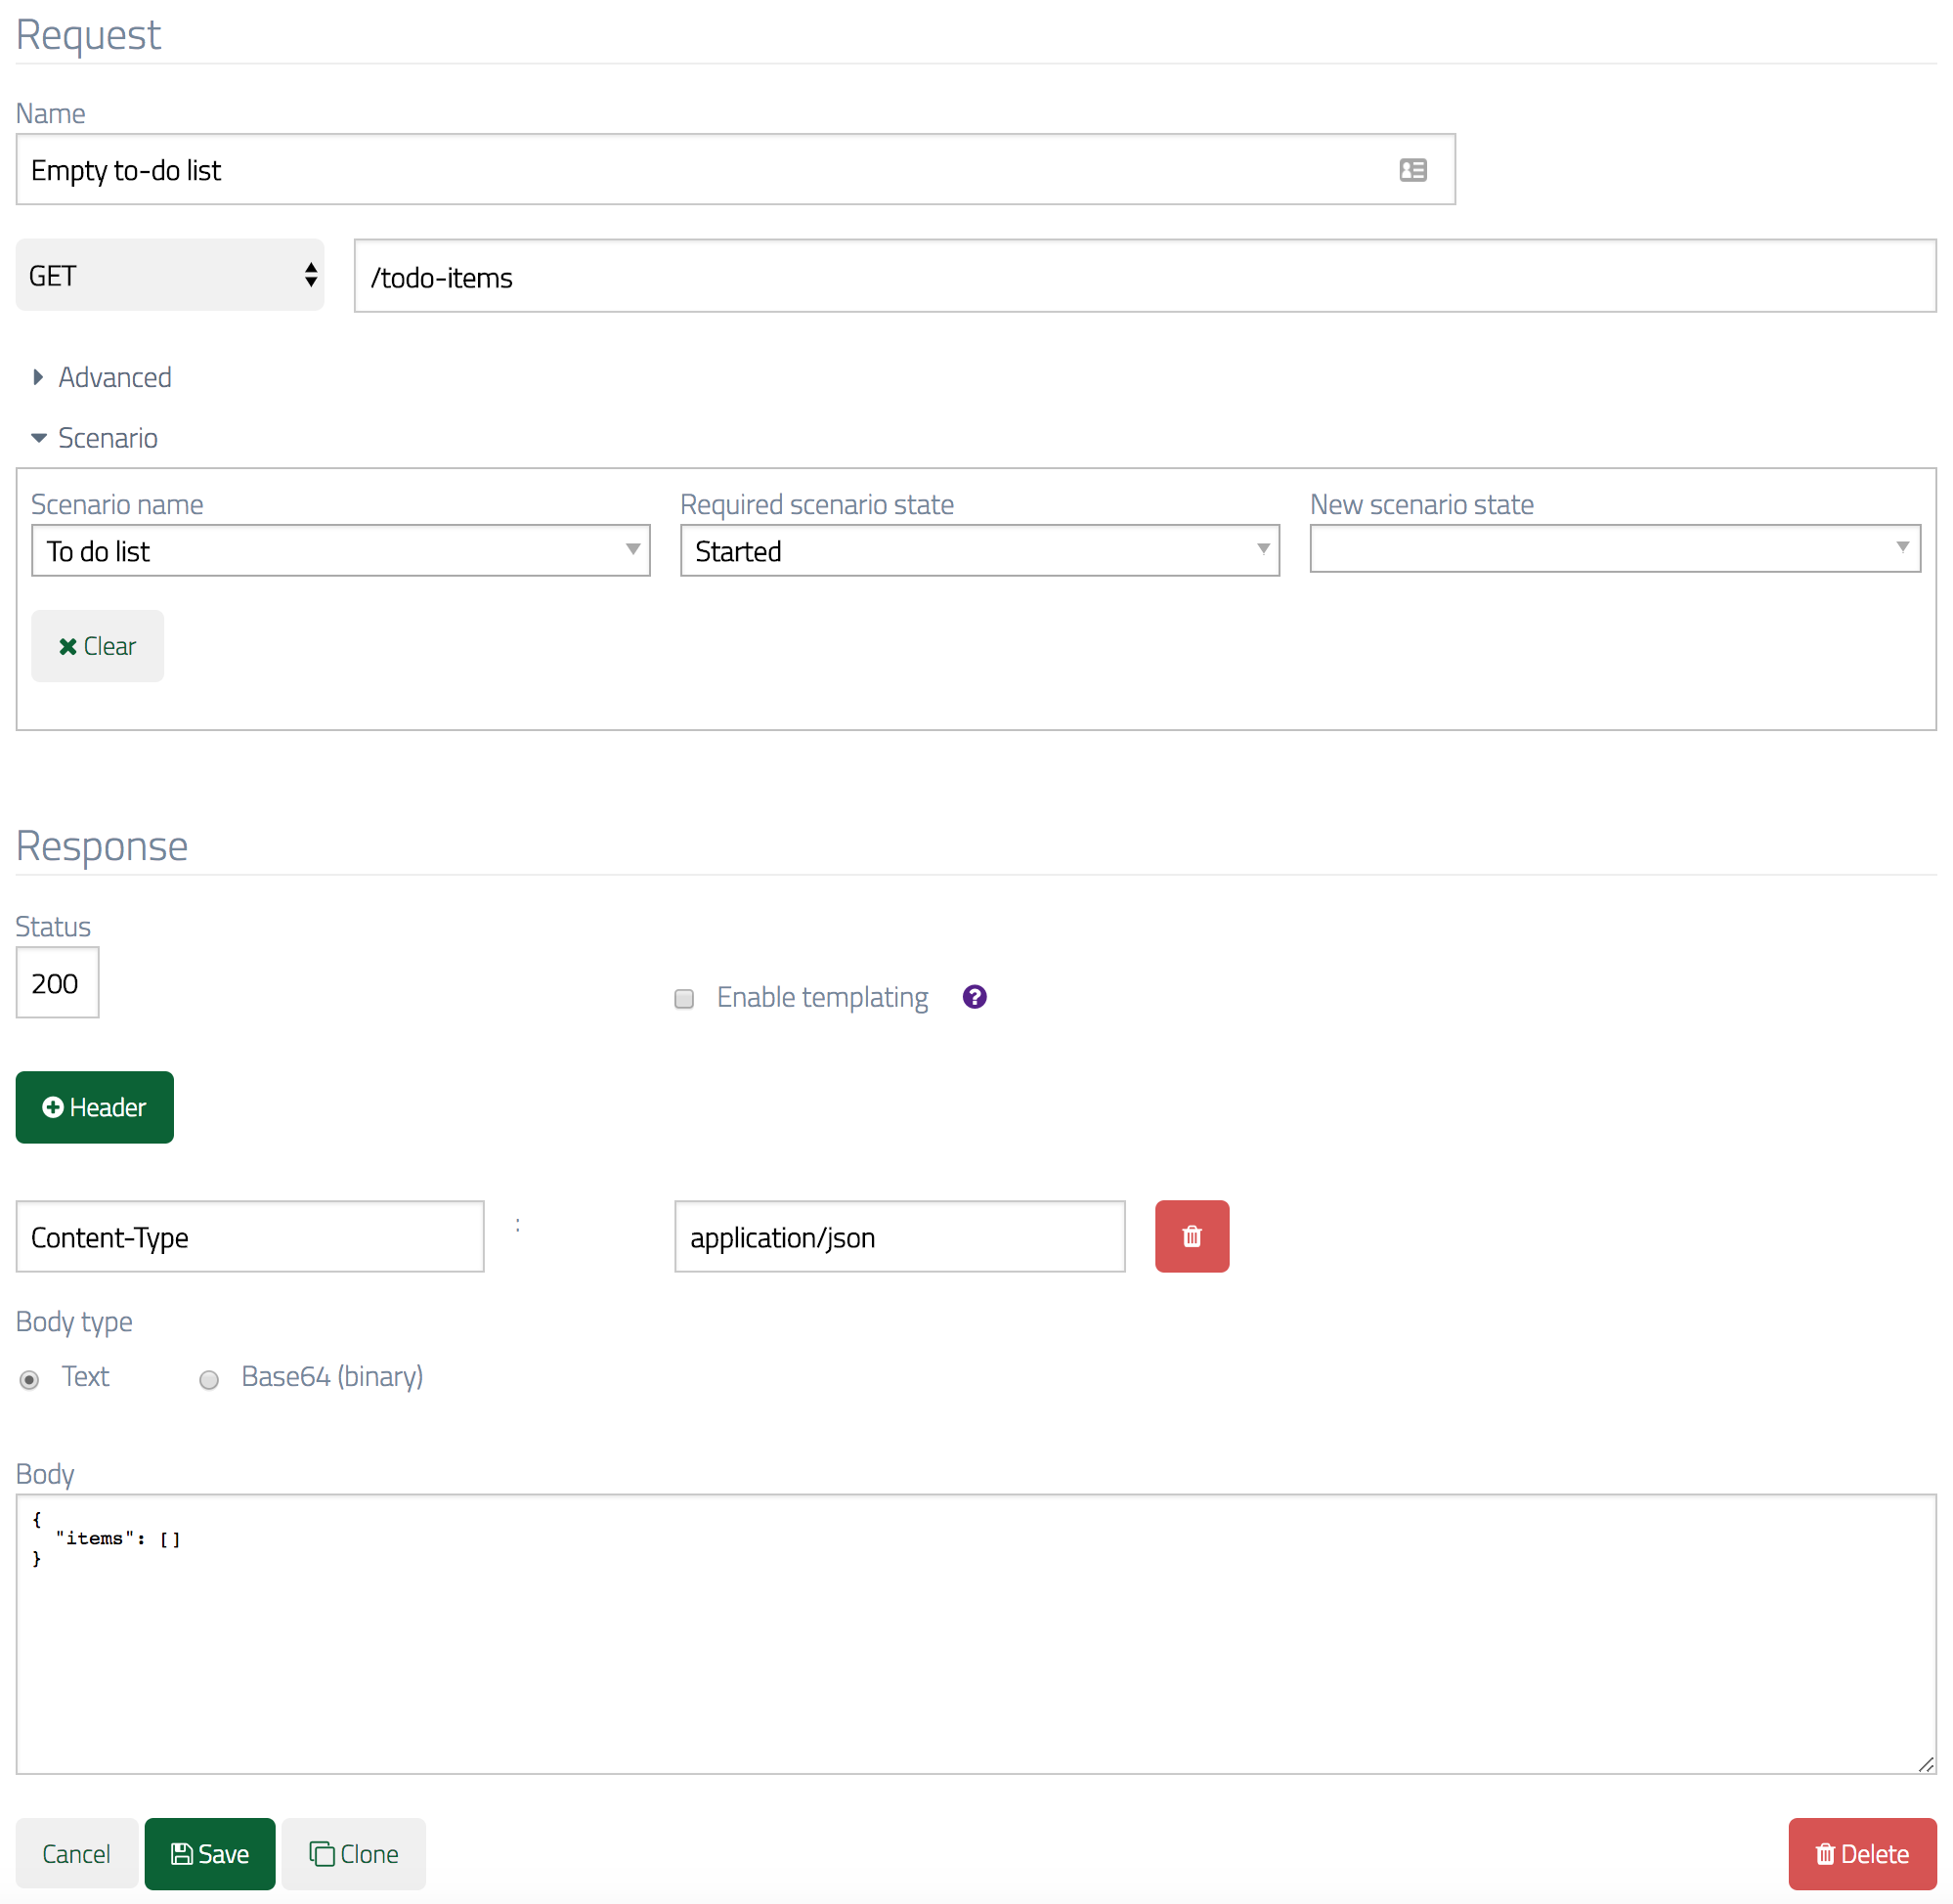 Request
Name
Empty to-do list
GET
/todo-items
Advanced
Scenario
Scenario name
Required scenario state
New scenario state
To do list
Started
Clear
Response
Status
200
Enable templating
?
Header
Content-Type
:
application/json
Body type
Text
Base64 (binary)
Body
{
"items": []
}
Cancel
Save
Clone
Delete